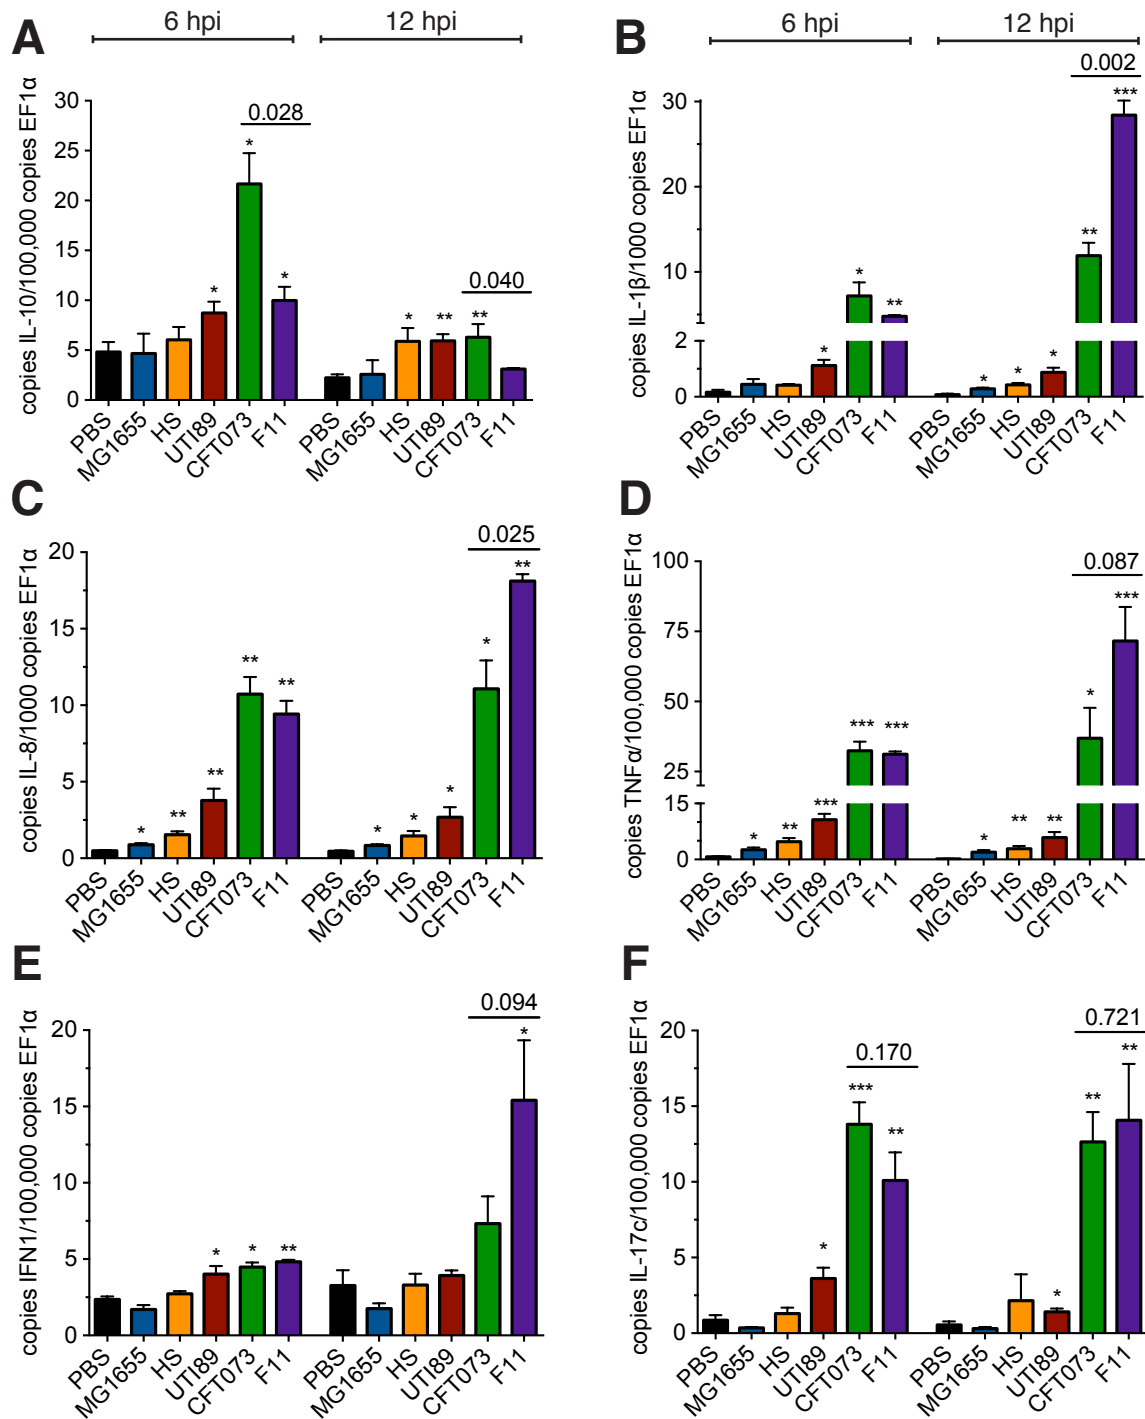 A
6 hpi
12 hpi
copies IL-10/100,000 copies EF1α
30
25
20
15
10
5
0
0.028
*
*
*
0.040
*
**
**
PBS
MG1655
HS
UTI89
CFT073
F11
PBS
MG1655
HS
UTI89
CFT073
F11
B
6 hpi
12 hpi
copies IL-1β/1000 copies EF1α
30
20
10
2
0
0.002
*
*
**
*
*
*
**
***
PBS
MG1655
HS
UTI89
CFT073
F11
PBS
MG1655
HS
UTI89
CFT073
F11
C
copies IL-8/1000 copies EF1α
20
15
10
5
0
0.025
*
**
**
**
**
*
*
*
*
**
PBS
MG1655
HS
UTI89
CFT073
F11
PBS
MG1655
HS
UTI89
CFT073
F11
D
copies TNFα/100,000 copies EF1α
100
75
50
25
15
0
0.087
*
**
***
***
***
*
**
**
*
***
PBS
MG1655
HS
UTI89
CFT073
F11
PBS
MG1655
HS
UTI89
CFT073
F11
E
copies IFN1/100,000 copies EF1α
20
15
10
5
0
0.094
*
*
**
*
PBS
MG1655
HS
UTI89
CFT073
F11
PBS
MG1655
HS
UTI89
CFT073
F11
F
copies IL-17c/100,000 copies EF1α
20
15
10
5
0
0.170
0.721
*
***
**
*
**
**
PBS
MG1655
HS
UTI89
CFT073
F11
PBS
MG1655
HS
UTI89
CFT073
F11